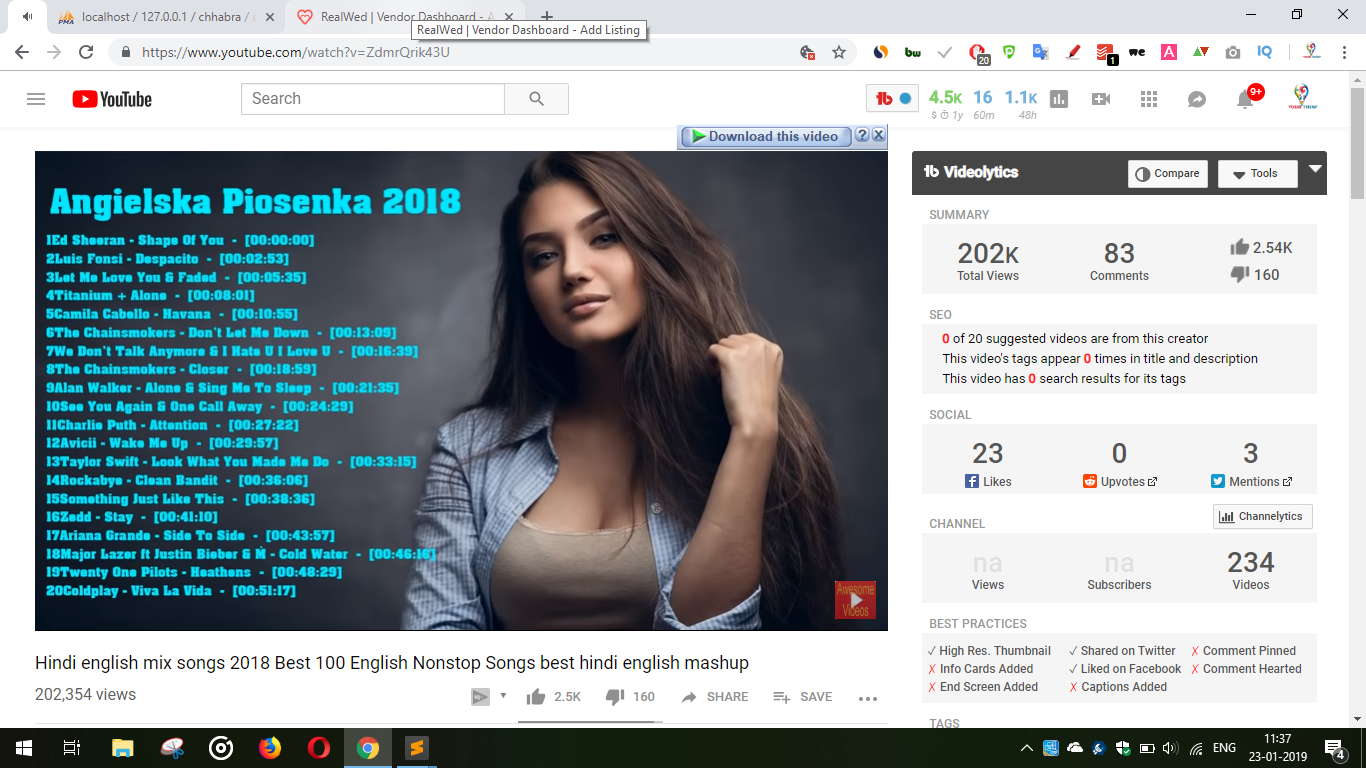 localhost / 127.0.0.1 / chhabra /
RealWed | Vendor Dashboard - A
RealWed | Vendor Dashboard - Add Listing
https://www.youtube.com/watch?v=ZdmrQrik43U
20
bw
1
we
A
IQ
YouTube
Search
4.5K
$ 1y
16
60m
1.1K
48h
9+
Download this video ? X
Angielska Piosenka 2018
1Ed Sheeran - Shape Of You - [00:00:00]
2Luis Fonsi - Despacito - [00:02:53]
3Let Me Love You & Faded - [00:05:35]
4Titanium + Alone - [00:08:01]
5Camila Cabello - Havana - [00:10:55]
6The Chainsmokers - Don't Let Me Down - [00:13:09]
7We Don't Talk Anymore & I Hate U I Love U - [00:16:39]
8The Chainsmokers - Closer - [00:18:59]
9Alan Walker - Alone & Sing Me To Sleep - [00:21:35]
10See You Again & One Call Away - [00:24:29]
11Charlie Puth - Attention - [00:27:22]
12Avicii - Wake Me Up - [00:29:57]
13Taylor Swift - Look What You Made Me Do - [00:33:15]
14Rockabye - Clean Bandit - [00:36:06]
15Something Just Like This - [00:38:36]
16Zedd - Stay - [00:41:10]
17Ariana Grande - Side To Side - [00:43:57]
18Major Lazer ft Justin Bieber & M - Cold Water - [00:46:16]
19Twenty One Pilots - Heathens - [00:48:29]
20Coldplay - Viva La Vida - [00:51:17]
Awesome
Videos
Hindi english mix songs 2018 Best 100 English Nonstop Songs best hindi english mashup
202,354 views
2.5K
160
SHARE
SAVE
Videolytics
Compare
Tools
SUMMARY
202K
Total Views
83
Comments
2.54K
160
SEO
0 of 20 suggested videos are from this creator
This video's tags appear 0 times in title and description
This video has 0 search results for its tags
SOCIAL
23
Likes
0
Upvotes
3
Mentions
CHANNEL
Channelytics
na
Views
na
Subscribers
234
Videos
BEST PRACTICES
✓ High Res. Thumbnail ✓ Shared on Twitter ✗ Comment Pinned
✗ Info Cards Added ✓ Liked on Facebook ✗ Comment Hearted
✗ End Screen Added ✗ Captions Added
TAGS
ENG
11:37
23-01-2019
4